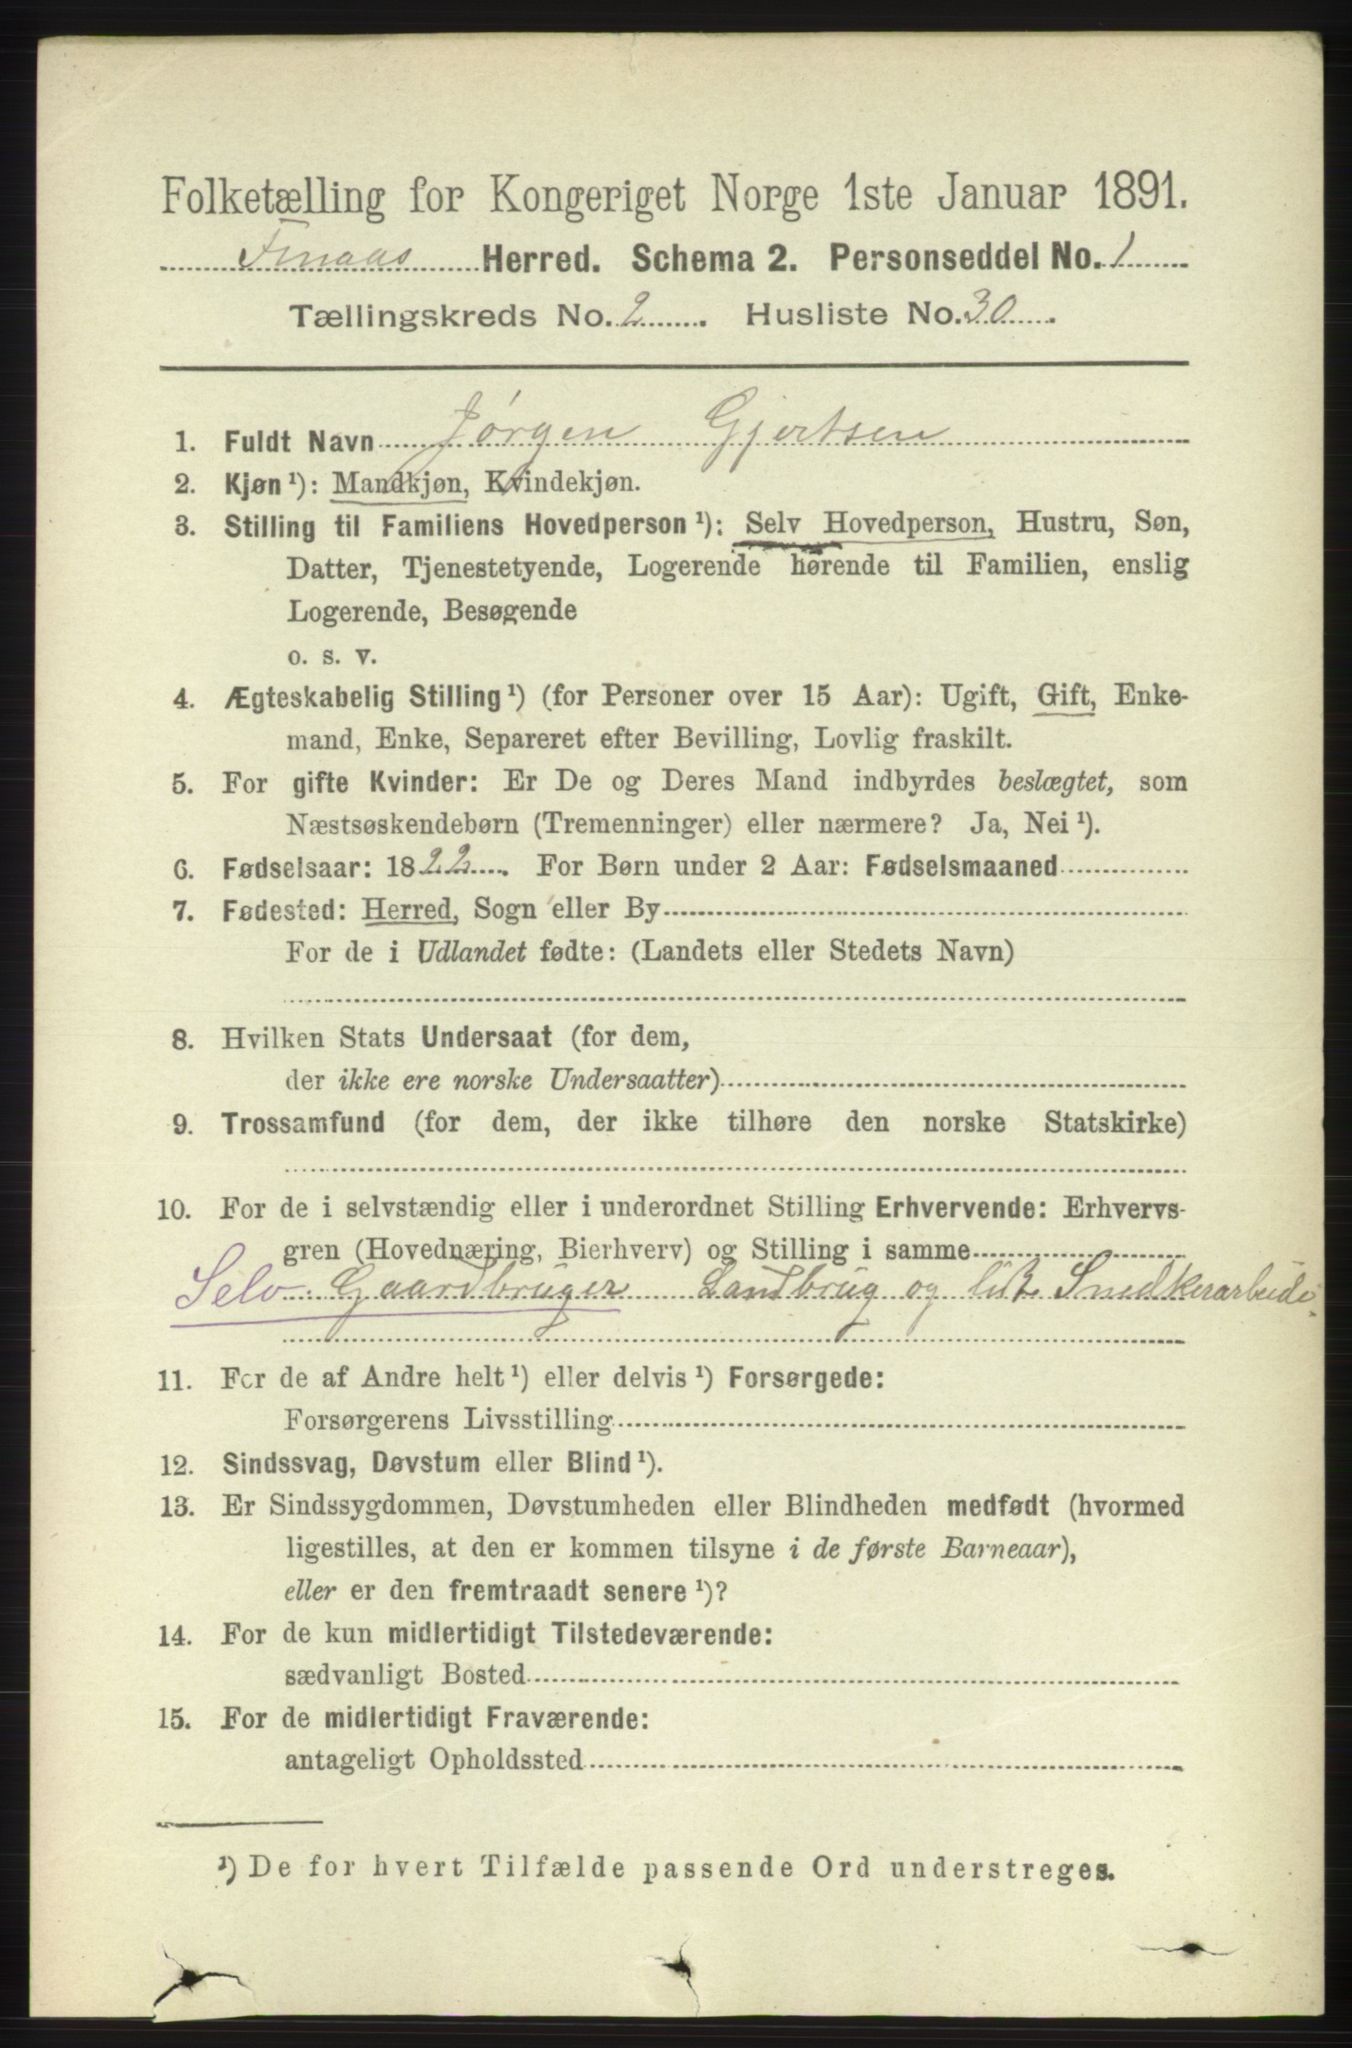 Folketælling for Kongeriget Norge 1ste Januar 1891.
Finaas Herred. Schema 2. Personseddel No. 1
Tællingskreds No. 2. Husliste No. 30.
1. Fuldt Navn Jørgen Gjertsen
2. Kjøn ¹): Mandkjøn, Kvindekjøn.
3. Stilling til Familiens Hovedperson ¹): Selv Hovedperson, Hustru, Søn,
Datter, Tjenestetyende, Logerende hørende til Familien, enslig
Logerende, Besøgende
o. s. v.
4. Ægteskabelig Stilling ¹) (for Personer over 15 Aar): Ugift, Gift, Enke-
mand, Enke, Separeret efter Bevilling, Lovlig fraskilt.
5. For gifte Kvinder: Er De og Deres Mand indbyrdes beslægtet, som
Næstsøskendebørn (Tremenninger) eller nærmere? Ja, Nei ¹).
6. Fødselsaar: 1822. For Børn under 2 Aar: Fødselsmaaned
7. Fødested: Herred, Sogn eller By
For de i Udlandet fødte: (Landets eller Stedets Navn)
8. Hvilken Stats Undersaat (for dem,
der ikke ere norske Undersaatter)
9. Trossamfund (for dem, der ikke tilhøre den norske Statskirke)
10. For de i selvstændig eller i underordnet Stilling Erhvervende: Erhvervs-
gren (Hovednæring, Bierhverv) og Stilling i samme
Selv Gaardbruger Landbrug og lidt Snedkerarbeide.
11. For de af Andre helt ¹) eller delvis ¹) Forsørgede:
Forsørgerens Livsstilling
12. Sindssvag, Døvstum eller Blind ¹).
13. Er Sindssygdommen, Døvstumheden eller Blindheden medfødt (hvormed
ligestilles, at den er kommen tilsyne i de første Barneaar),
eller er den fremtraadt senere ¹)?
14. For de kun midlertidigt Tilstedeværende:
sædvanligt Bosted
15. For de midlertidigt Fraværende:
antageligt Opholdssted
¹) De for hvert Tilfælde passende Ord understreges.